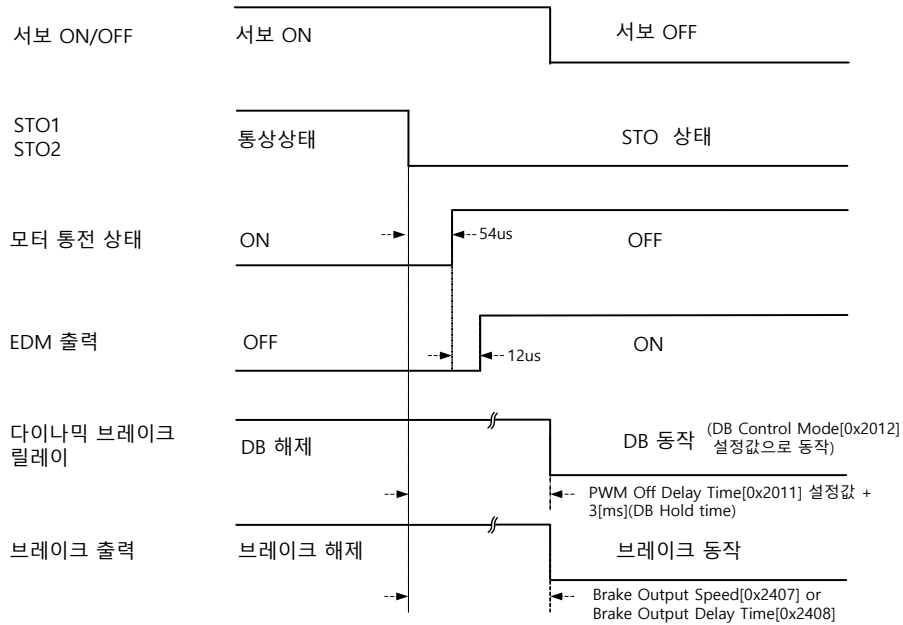 서보 ON/OFF
서보 ON
서보 OFF
STO1
STO2
통상상태
STO 상태
모터 통전 상태
ON
54us
OFF
EDM 출력
OFF
12us
ON
다이나믹 브레이크
릴레이
DB 해제
DB 동작
(DB Control Mode[0x2012]
설정값으로 동작)
PWM Off Delay Time[0x2011] 설정값 +
3[ms](DB Hold time)
브레이크 출력
브레이크 해제
브레이크 동작
Brake Output Speed[0x2407] or
Brake Output Delay Time[0x2408]